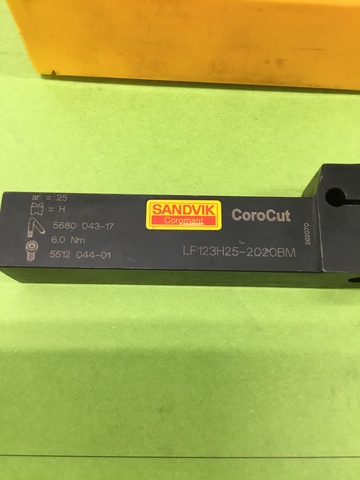 ar = 25
= H
5680 043-17
6.0 Nm
5512 044-01
SANDVIK
Coromant
CoroCut
LF123H25-2020BM